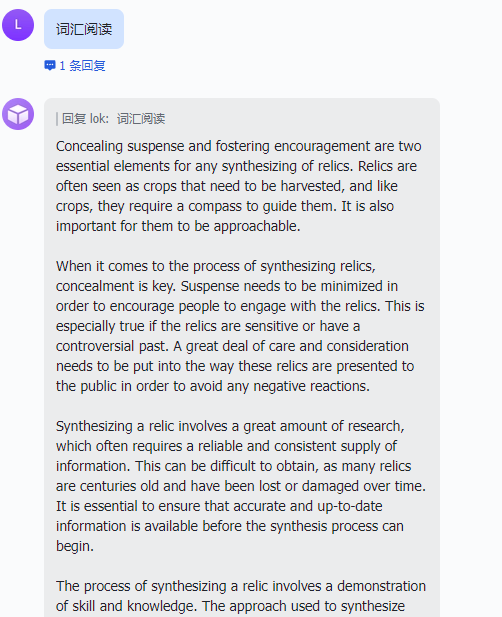 L
词汇阅读
1 条回复
回复 lok: 词汇阅读
Concealing suspense and fostering encouragement are two
essential elements for any synthesizing of relics. Relics are
often seen as crops that need to be harvested, and like
crops, they require a compass to guide them. It is also
important for them to be approachable.
When it comes to the process of synthesizing relics,
concealment is key. Suspense needs to be minimized in
order to encourage people to engage with the relics. This is
especially true if the relics are sensitive or have a
controversial past. A great deal of care and consideration
needs to be put into the way these relics are presented to
the public in order to avoid any negative reactions.
Synthesizing a relic involves a great amount of research,
which often requires a reliable and consistent supply of
information. This can be difficult to obtain, as many relics
are centuries old and have been lost or damaged over time.
It is essential to ensure that accurate and up-to-date
information is available before the synthesis process can
begin.
The process of synthesizing a relic involves a demonstration
of skill and knowledge. The approach used to synthesize